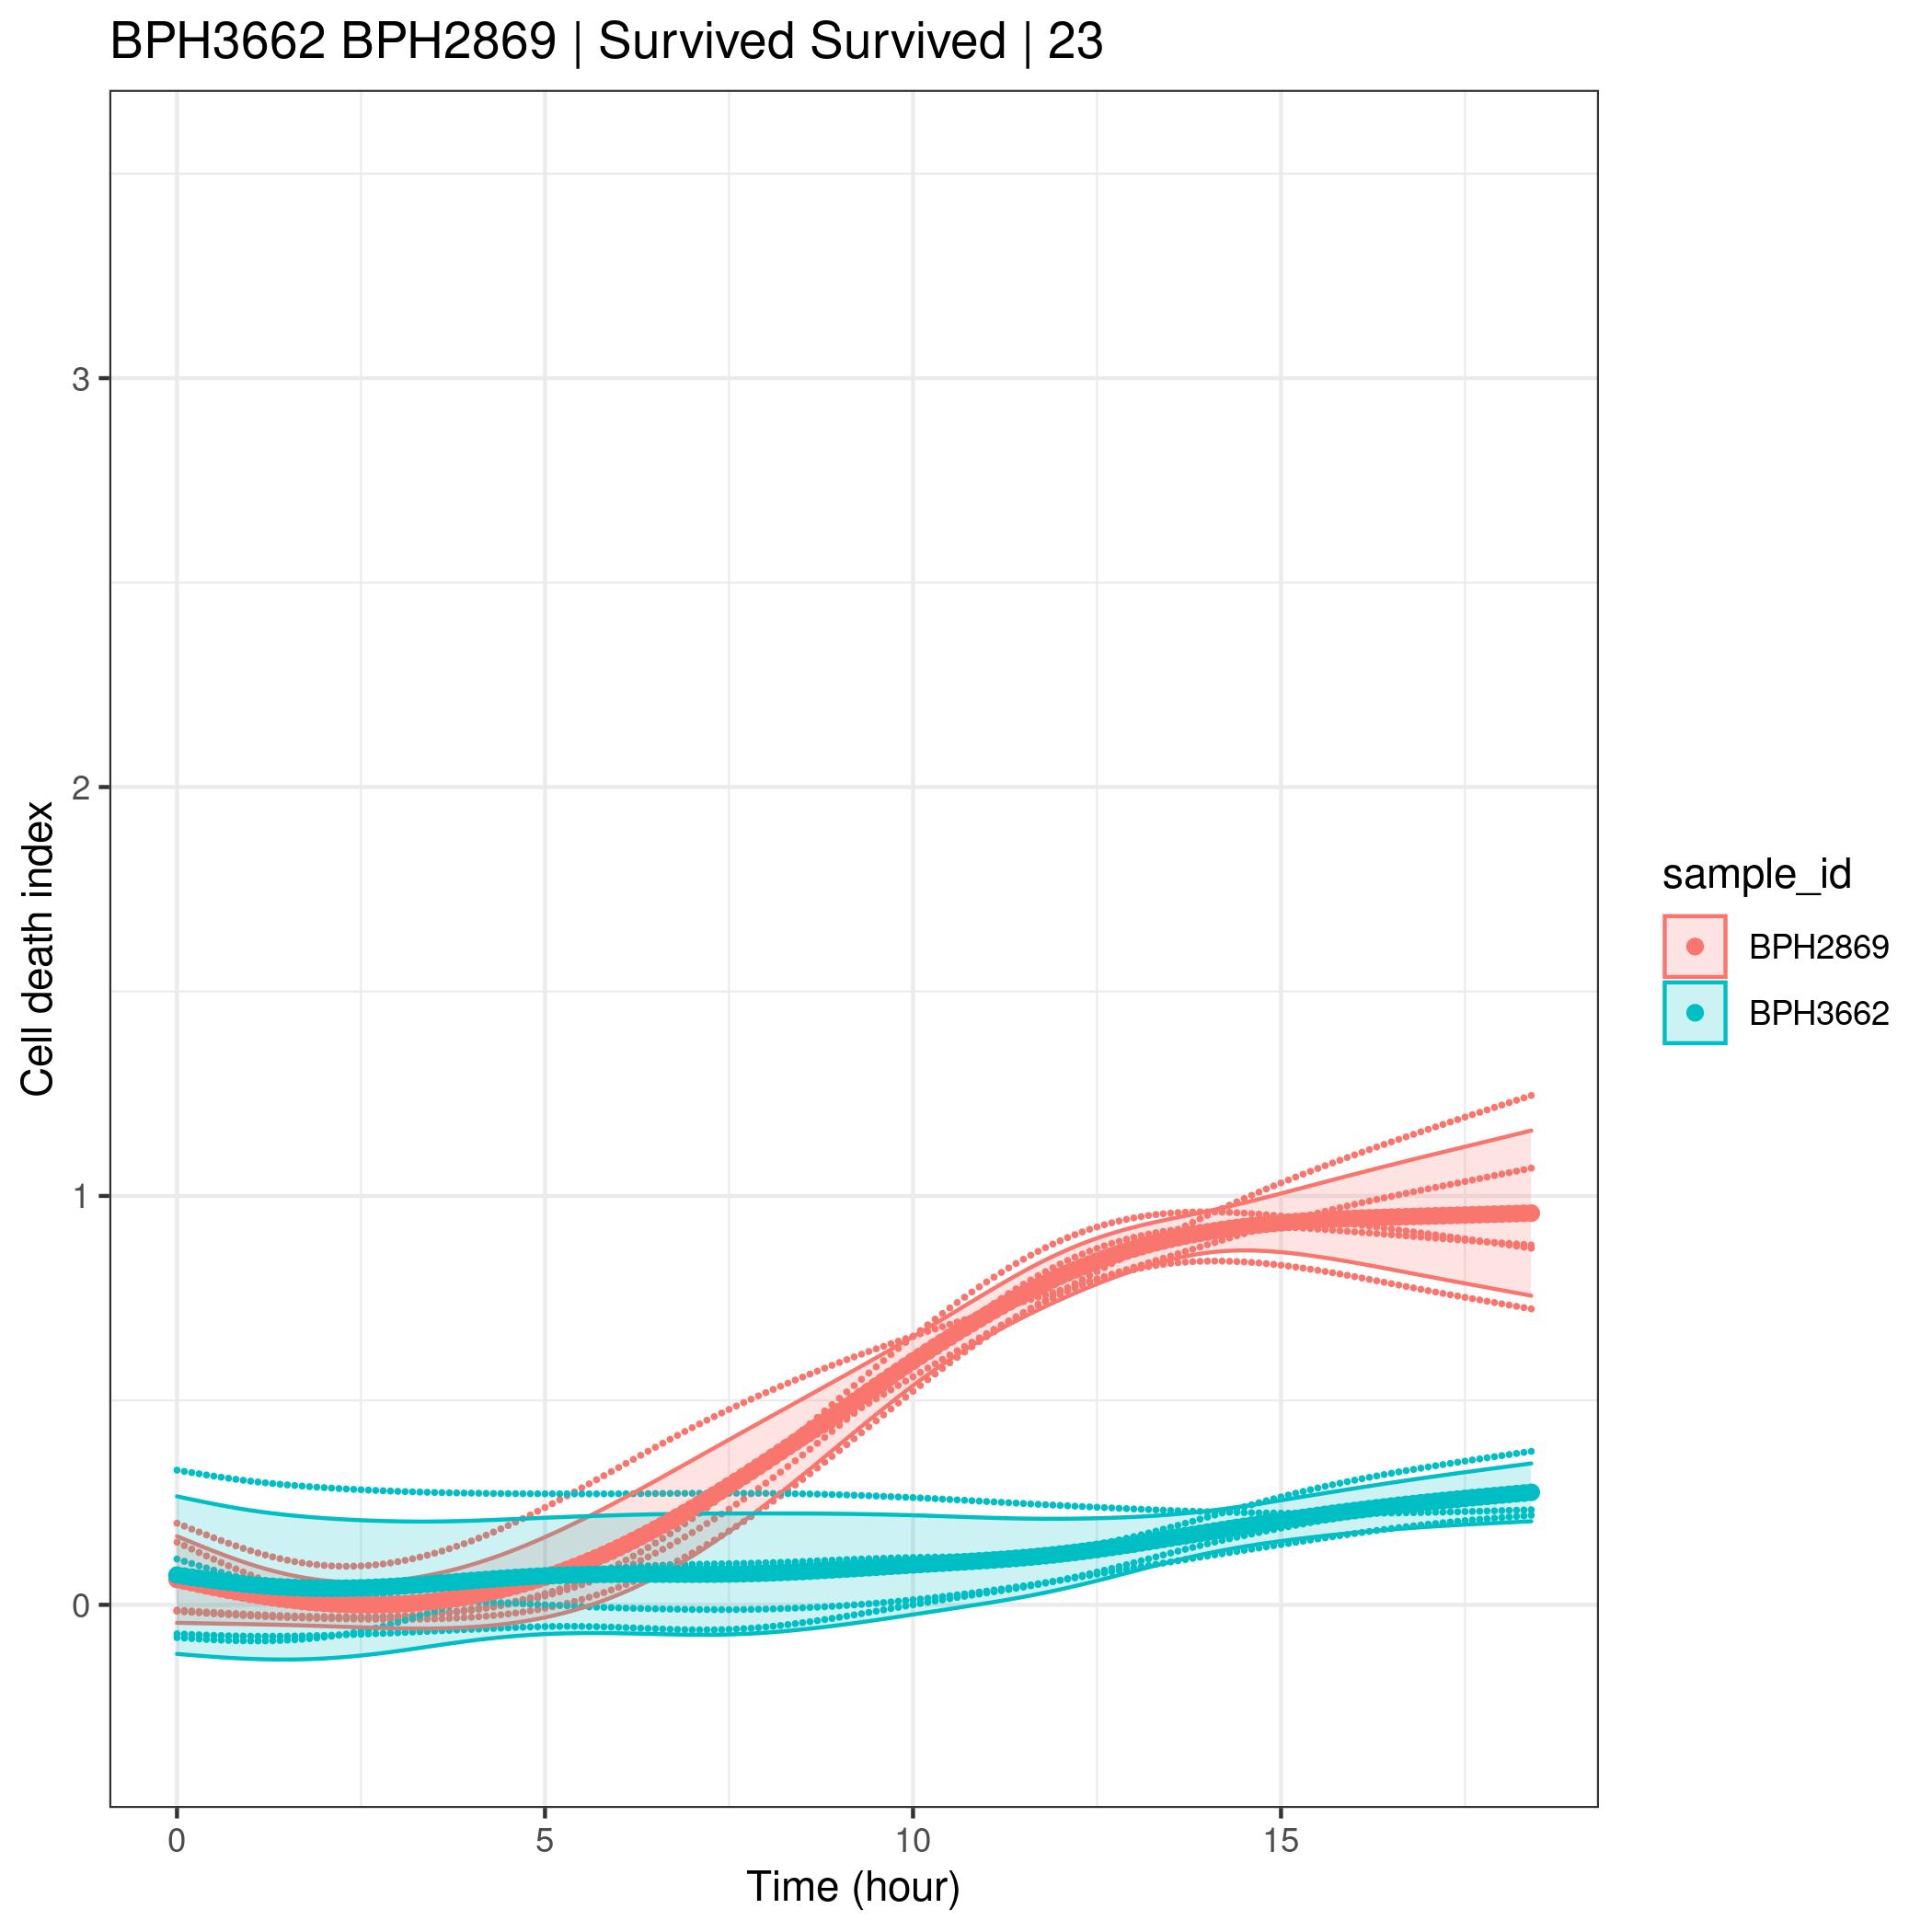 BPH3662 BPH2869 | Survived Survived | 23
3
2
1
0
Cell death index
0 5 10 15
Time (hour)
sample_id
BPH2869
BPH3662